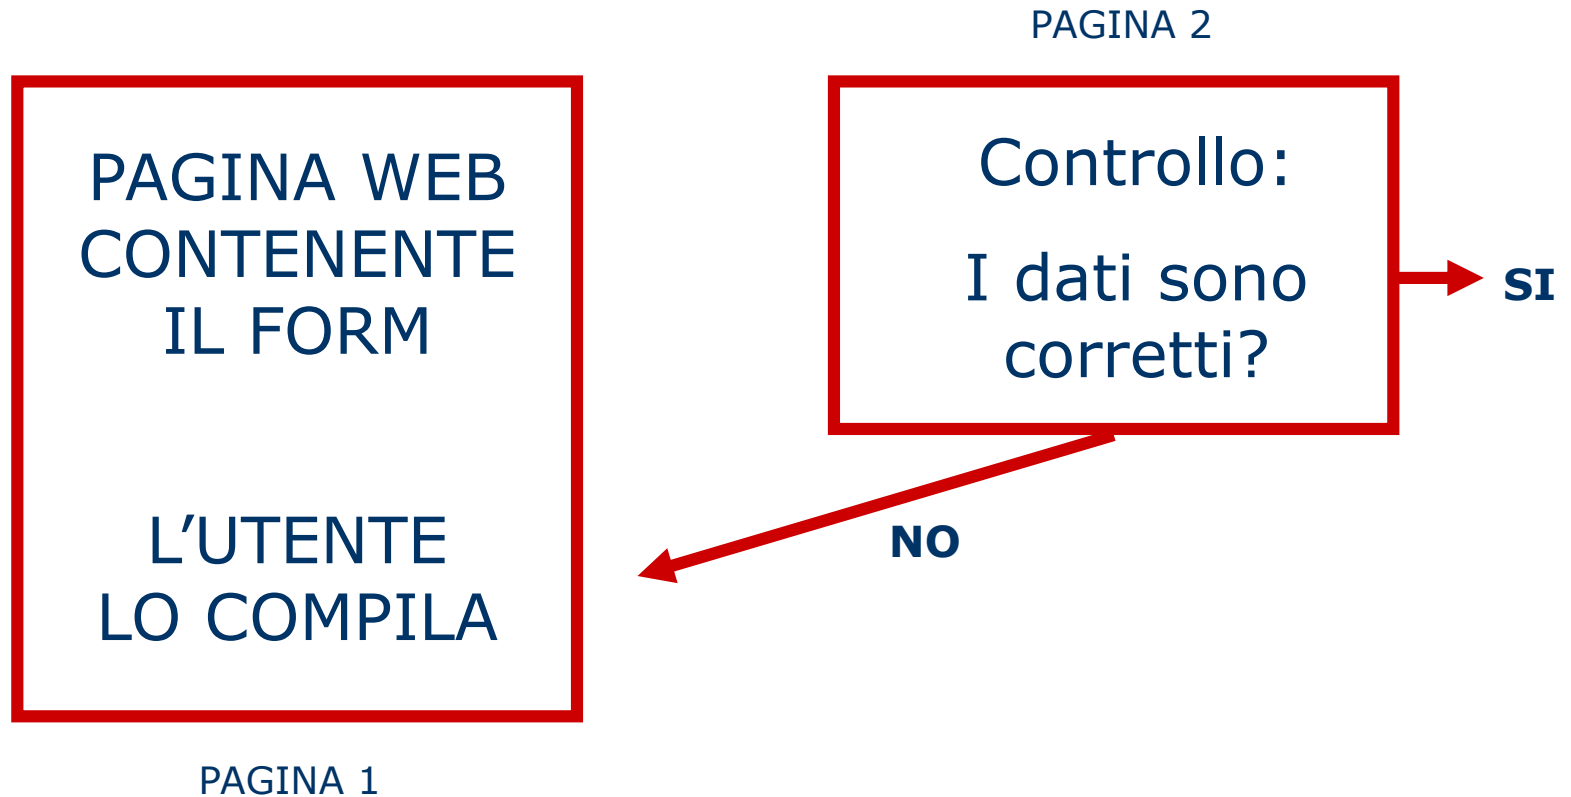 PAGINA 2
PAGINA WEB
CONTENENTE
IL FORM
L’UTENTE
LO COMPILA
PAGINA 1
Controllo:
I dati sono
corretti?
SI
NO